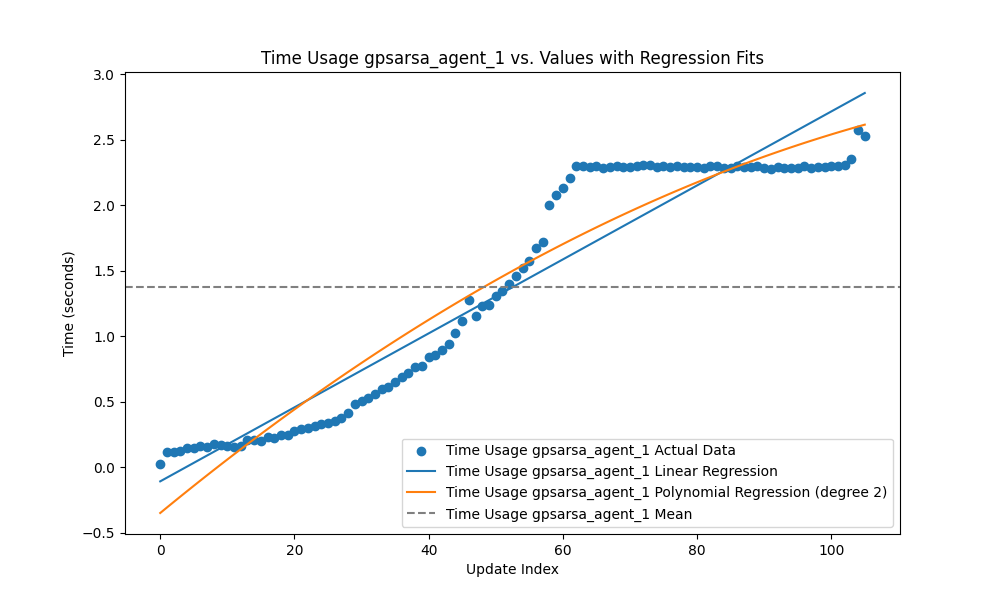 Time Usage gpsarsa_agent_1 vs. Values with Regression Fits
3.0
2.5
2.0
1.5
1.0
0.5
0.0
−0.5
Time (seconds)
Time Usage gpsarsa_agent_1 Actual Data
Time Usage gpsarsa_agent_1 Linear Regression
Time Usage gpsarsa_agent_1 Polynomial Regression (degree 2)
Time Usage gpsarsa_agent_1 Mean
0 20 40 60 80 100
Update Index